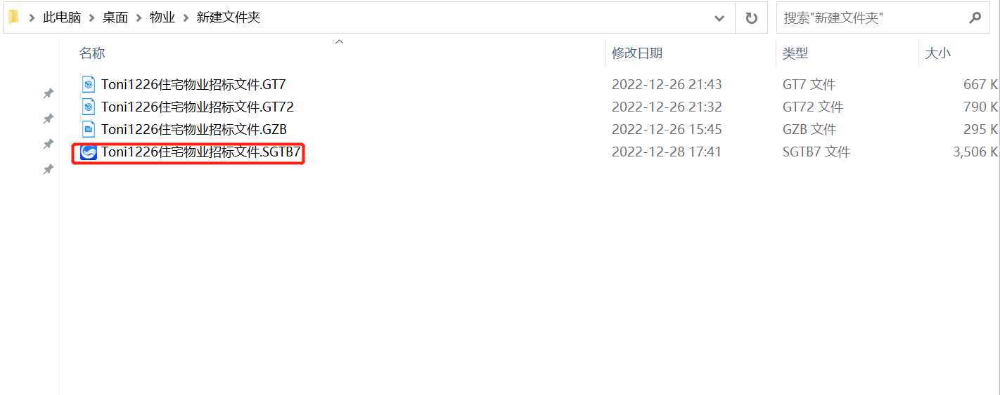 此电脑 桌面 物业 新建文件夹 搜索"新建文件夹"
名称 修改日期 类型 大小
Toni1226住宅物业招标文件.GT7 2022-12-26 21:43 GT7 文件 667 K
Toni1226住宅物业招标文件.GT72 2022-12-26 21:32 GT72 文件 790 K
Toni1226住宅物业招标文件.GZB 2022-12-26 15:45 GZB 文件 295 K
Toni1226住宅物业招标文件.SGTB7 2022-12-28 17:41 SGTB7 文件 3,506 K